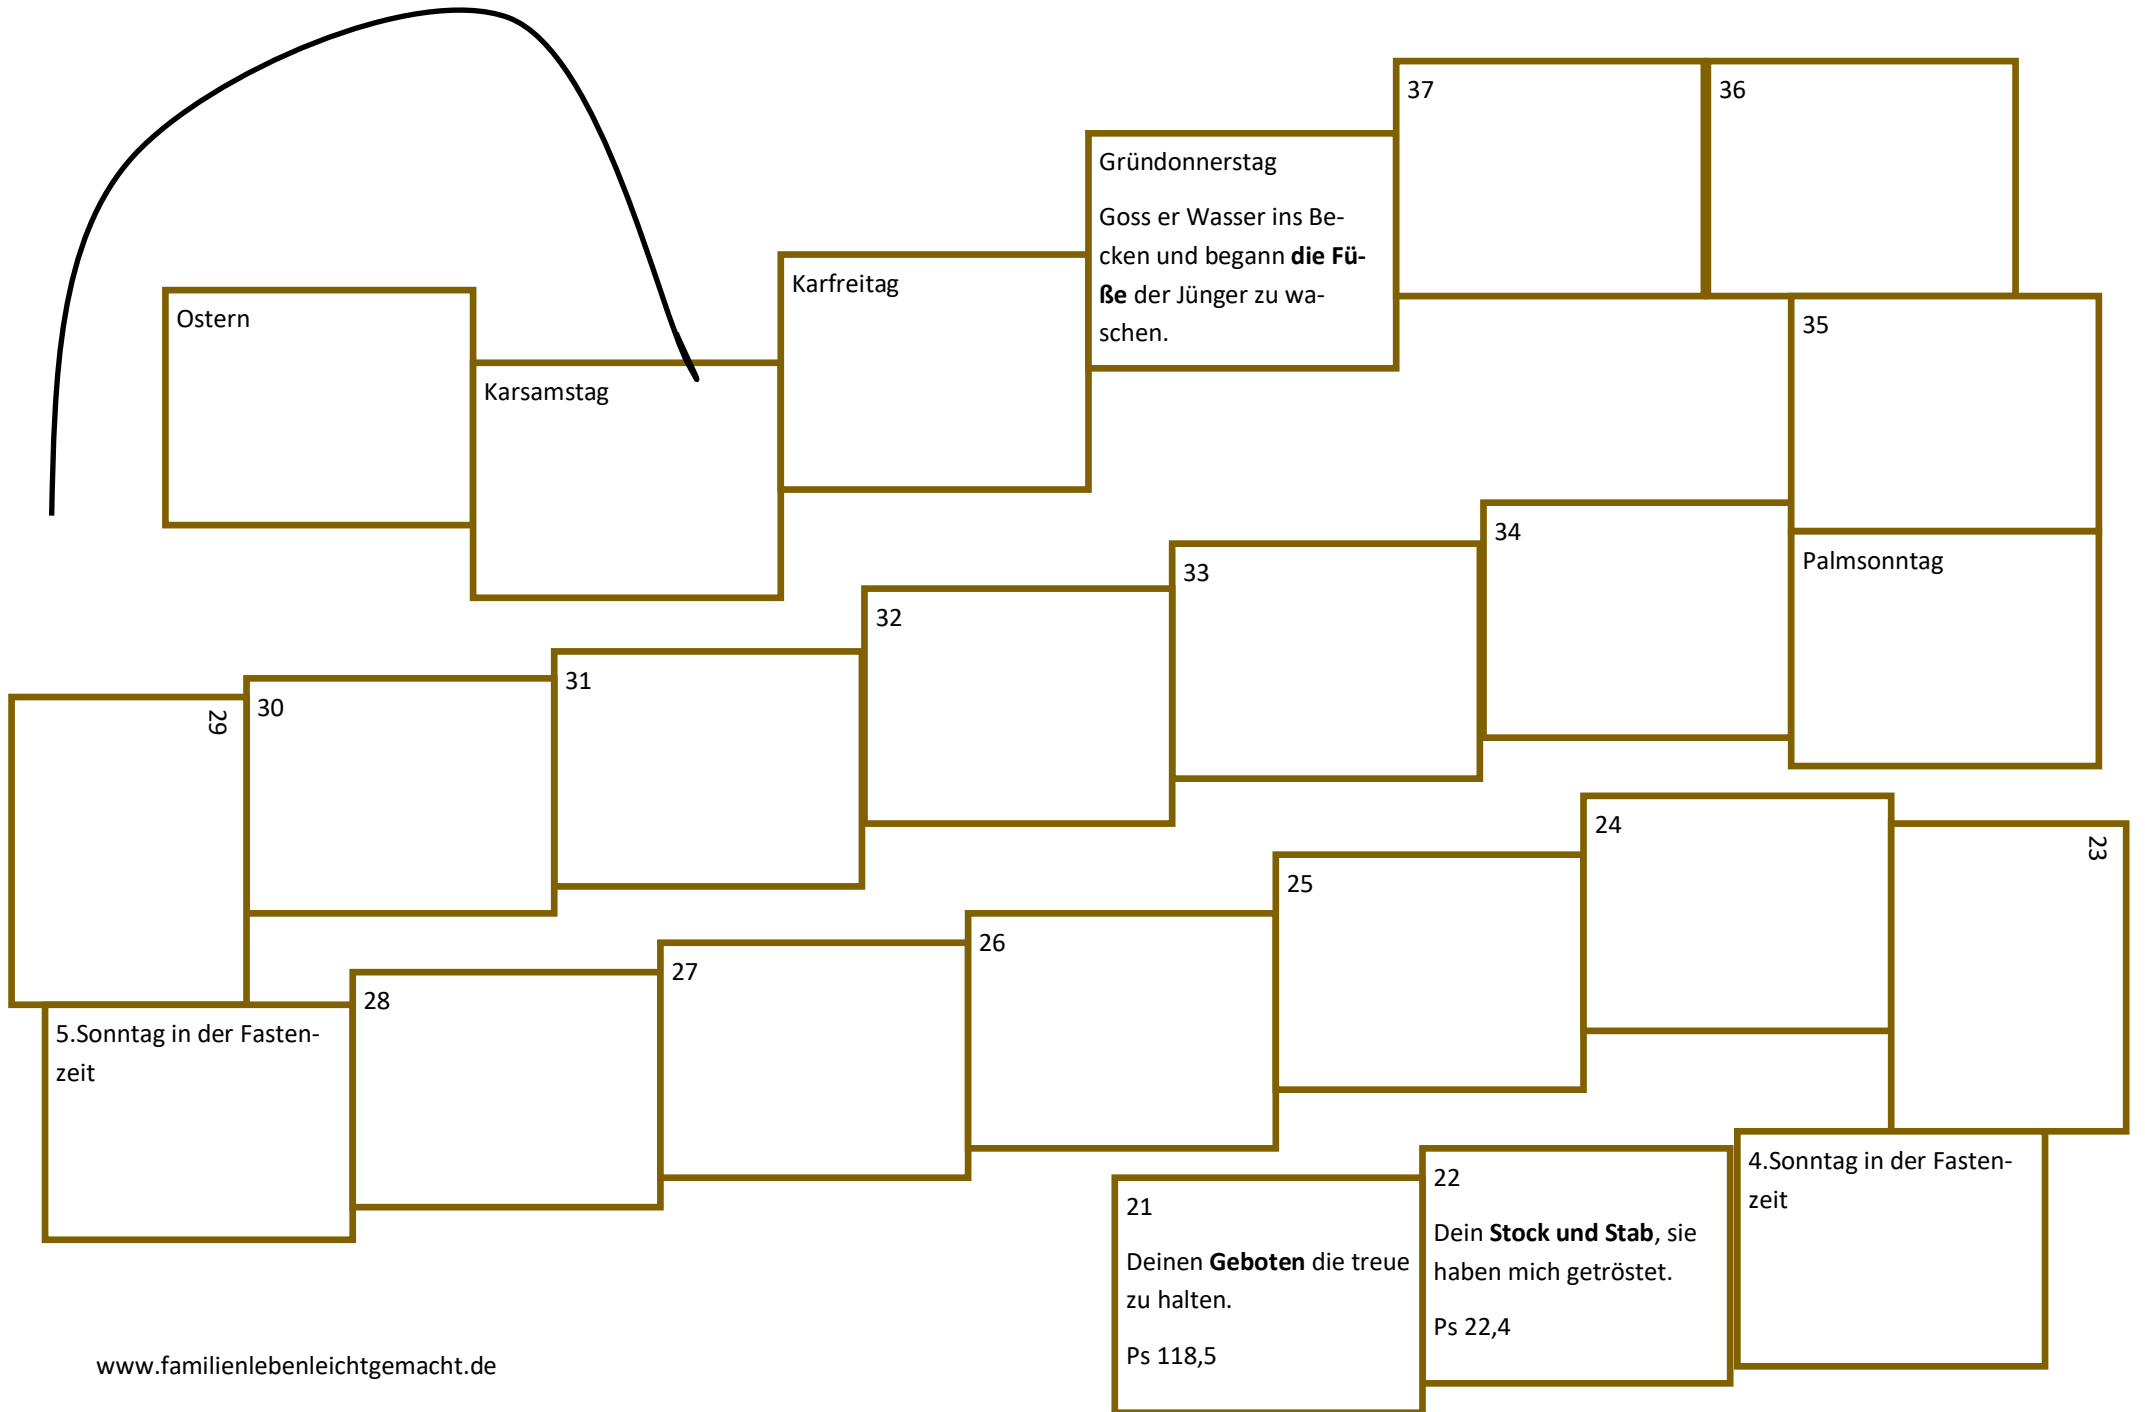 37
36
Gründonnerstag
Goss er Wasser ins Be-
cken und begann die Fü-
ße der Jünger zu wa-
schen.
Karfreitag
Ostern
Karsamstag
35
34
Palmsonntag
33
32
31
30
29
24
23
25
26
27
28
5.Sonntag in der Fasten-
zeit
4.Sonntag in der Fasten-
zeit
22
Dein Stock und Stab, sie
haben mich getröstet.
Ps 22,4
21
Deinen Geboten die treue
zu halten.
Ps 118,5
www.familienlebenleichtgemacht.de